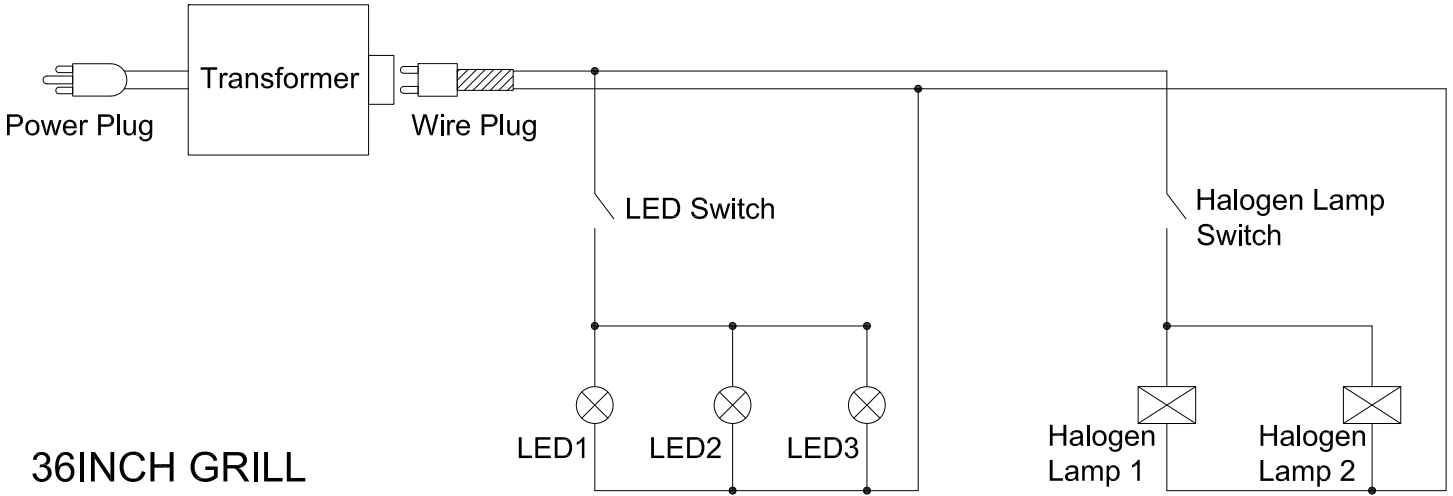 Transformer
Power Plug
Wire Plug
LED Switch
Halogen Lamp
Switch
LED1
LED2
LED3
Halogen
Lamp 1
Halogen
Lamp 2
36INCH GRILL